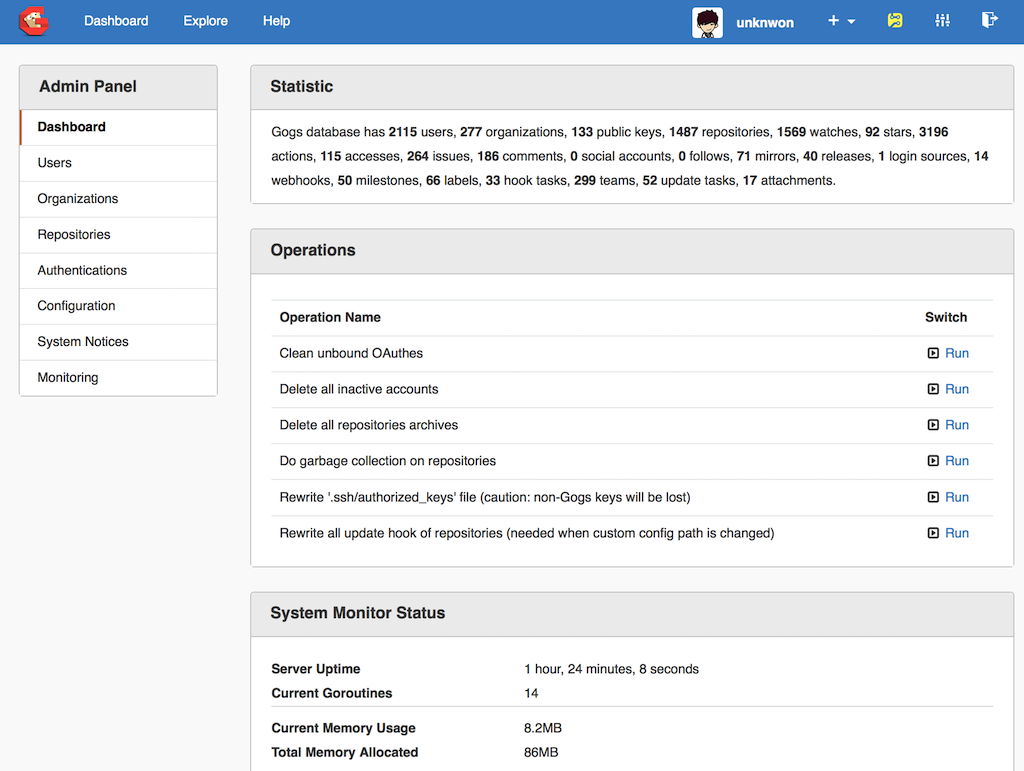 Dashboard Explore Help unknwon
Admin Panel
Dashboard
Users
Organizations
Repositories
Authentications
Configuration
System Notices
Monitoring
Statistic
Gogs database has 2115 users, 277 organizations, 133 public keys, 1487 repositories, 1569 watches, 92 stars, 3196
actions, 115 accesses, 264 issues, 186 comments, 0 social accounts, 0 follows, 71 mirrors, 40 releases, 1 login sources, 14
webhooks, 50 milestones, 66 labels, 33 hook tasks, 299 teams, 52 update tasks, 17 attachments.
Operations
Operation Name Switch
Clean unbound OAuthes Run
Delete all inactive accounts Run
Delete all repositories archives Run
Do garbage collection on repositories Run
Rewrite '.ssh/authorized_keys' file (caution: non-Gogs keys will be lost) Run
Rewrite all update hook of repositories (needed when custom config path is changed) Run
System Monitor Status
Server Uptime 1 hour, 24 minutes, 8 seconds
Current Goroutines 14
Current Memory Usage 8.2MB
Total Memory Allocated 86MB